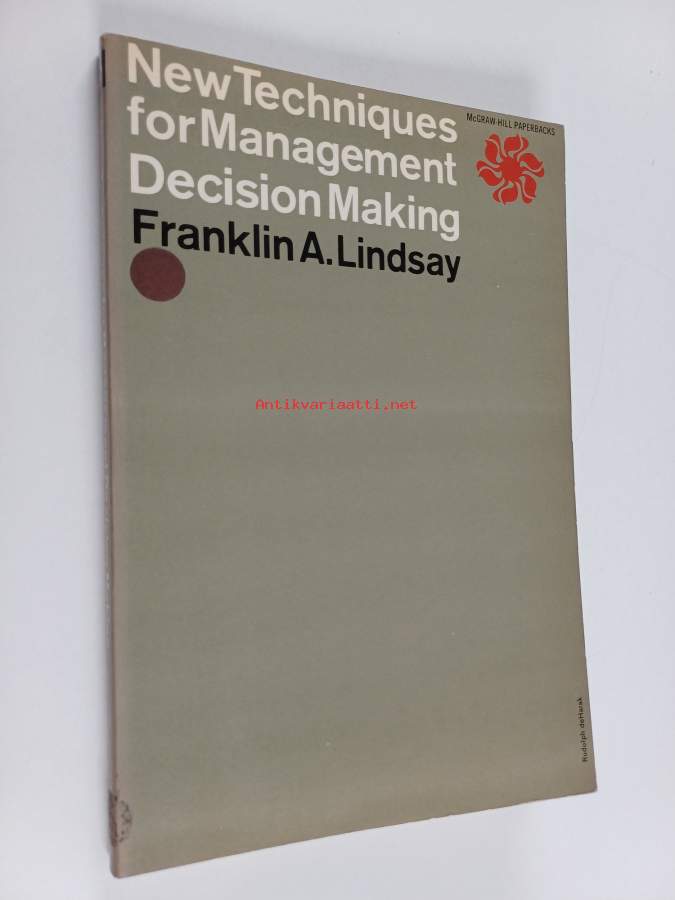 New Techniques
for Management
Decision Making
Franklin A. Lindsay
McGRAW-HILL PAPERBACKS
Antikvariaatti.net
Rudolph deHarak